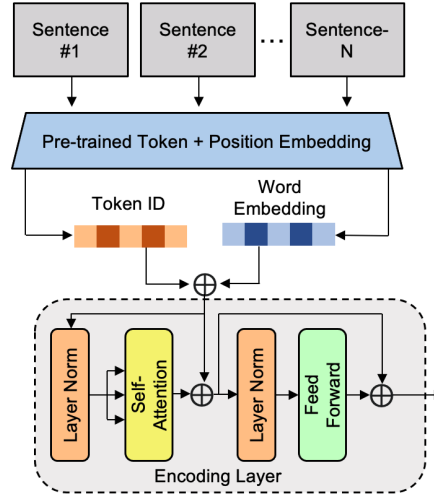 Sentence
#1
Sentence
#2
...
Sentence-
N
Pre-trained Token + Position Embedding
Token ID
Word
Embedding
Layer Norm
Self-
Attention
Layer Norm
Feed
Forward
Encoding Layer